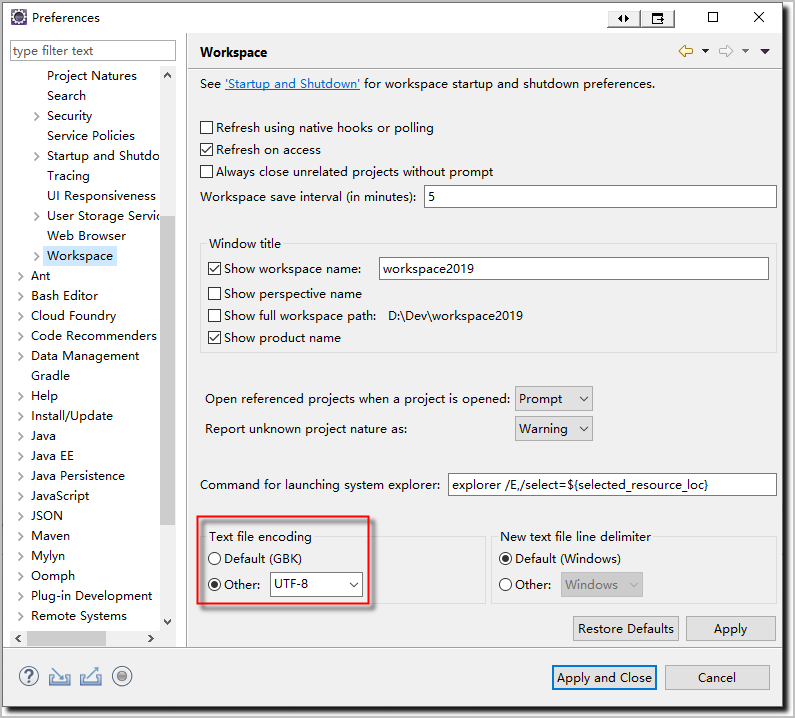 Preferences
type filter text
Project Natures
Search
Security
Service Policies
Startup and Shutdo
Tracing
UI Responsiveness
User Storage Servic
Web Browser
Workspace
Ant
Bash Editor
Cloud Foundry
Code Recommenders
Data Management
Gradle
Help
Install/Update
Java
Java EE
Java Persistence
JavaScript
JSON
Maven
Mylyn
Oomph
Plug-in Development
Remote Systems
Workspace
See 'Startup and Shutdown' for workspace startup and shutdown preferences.
Refresh using native hooks or polling
Refresh on access
Always close unrelated projects without prompt
Workspace save interval (in minutes): 5
Window title
Show workspace name: workspace2019
Show perspective name
Show full workspace path: D:\Dev\workspace2019
Show product name
Open referenced projects when a project is opened: Prompt
Report unknown project nature as: Warning
Command for launching system explorer: explorer /E,/select=${selected_resource_loc}
Text file encoding
Default (GBK)
Other: UTF-8
New text file line delimiter
Default (Windows)
Other: Windows
Restore Defaults Apply
? Apply and Close Cancel